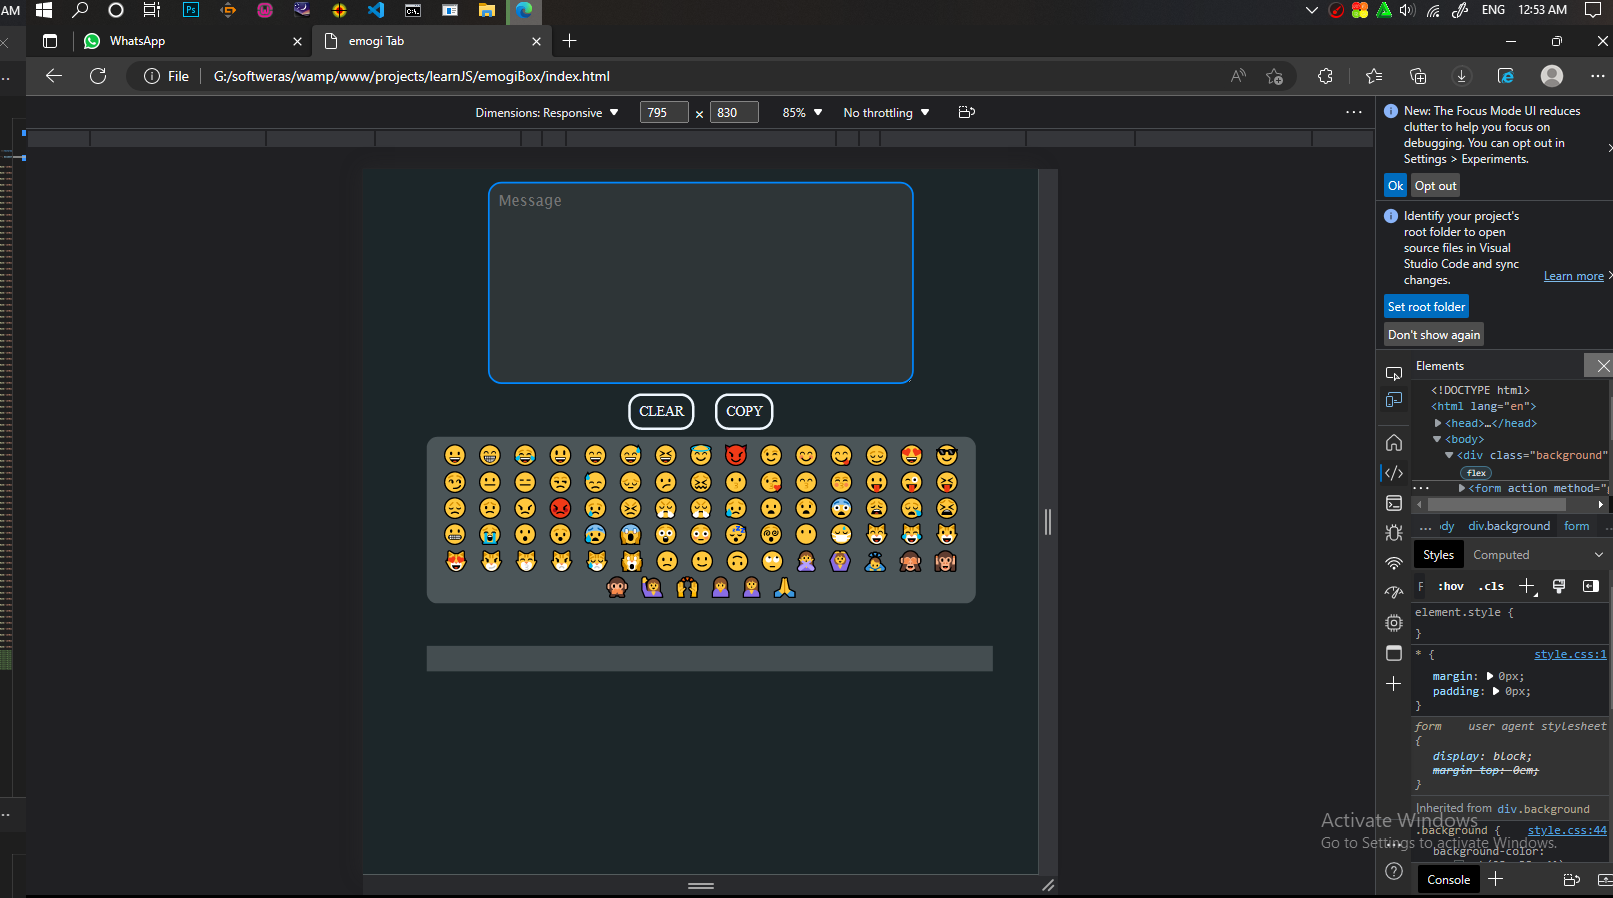 AM
Ps
ENG 12:53 AM
WhatsApp
emogi Tab
File
G:/softweras/wamp/www/projects/learnJS/emogiBox/index.html
Dimensions: Responsive
795 x 830
85%
No throttling
Message
CLEAR
COPY
New: The Focus Mode UI reduces
clutter to help you focus on
debugging. You can opt out in
Settings > Experiments.
Ok
Opt out
Identify your project's
root folder to open
source files in Visual
Studio Code and sync
changes.
Learn more
Set root folder
Don't show again
Elements
<!DOCTYPE html>
<html lang="en">
<head>…</head>
<body>
<div class="background"
flex
<form action method="
… dy div.background form
Styles
Computed
F :hov .cls
element.style {
}
* { style.css:1
margin: 0px;
padding: 0px;
}
form user agent stylesheet
{
display: block;
margin-top: 0em;
}
Inherited from div.background
.background { style.css:44
background-color:
Activate Windows
Go to Settings to activate Windows.
Console